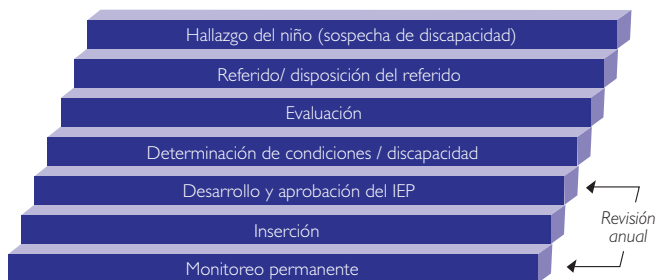 Hallazgo del niño (sospecha de discapacidad)
Referido/ disposición del referido
Evaluación
Determinación de condiciones / discapacidad
Desarrollo y aprobación del IEP
Inserción
Monitoreo permanente
Revisión
anual